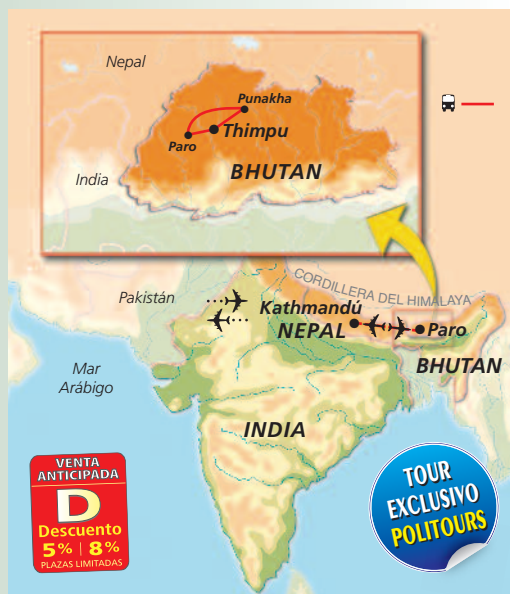 Nepal
Punakha
Thimpu
Paro
BHUTAN
India
CORDILLERA DEL HIMALAYA
Pakistán
Kathmandú
NEPAL
Paro
BHUTAN
Mar
Arábigo
INDIA
VENTA
ANTICIPADA
D
Descuento
5% | 8%
PLAZAS LIMITADAS
TOUR
EXCLUSIVO
POLITOURS